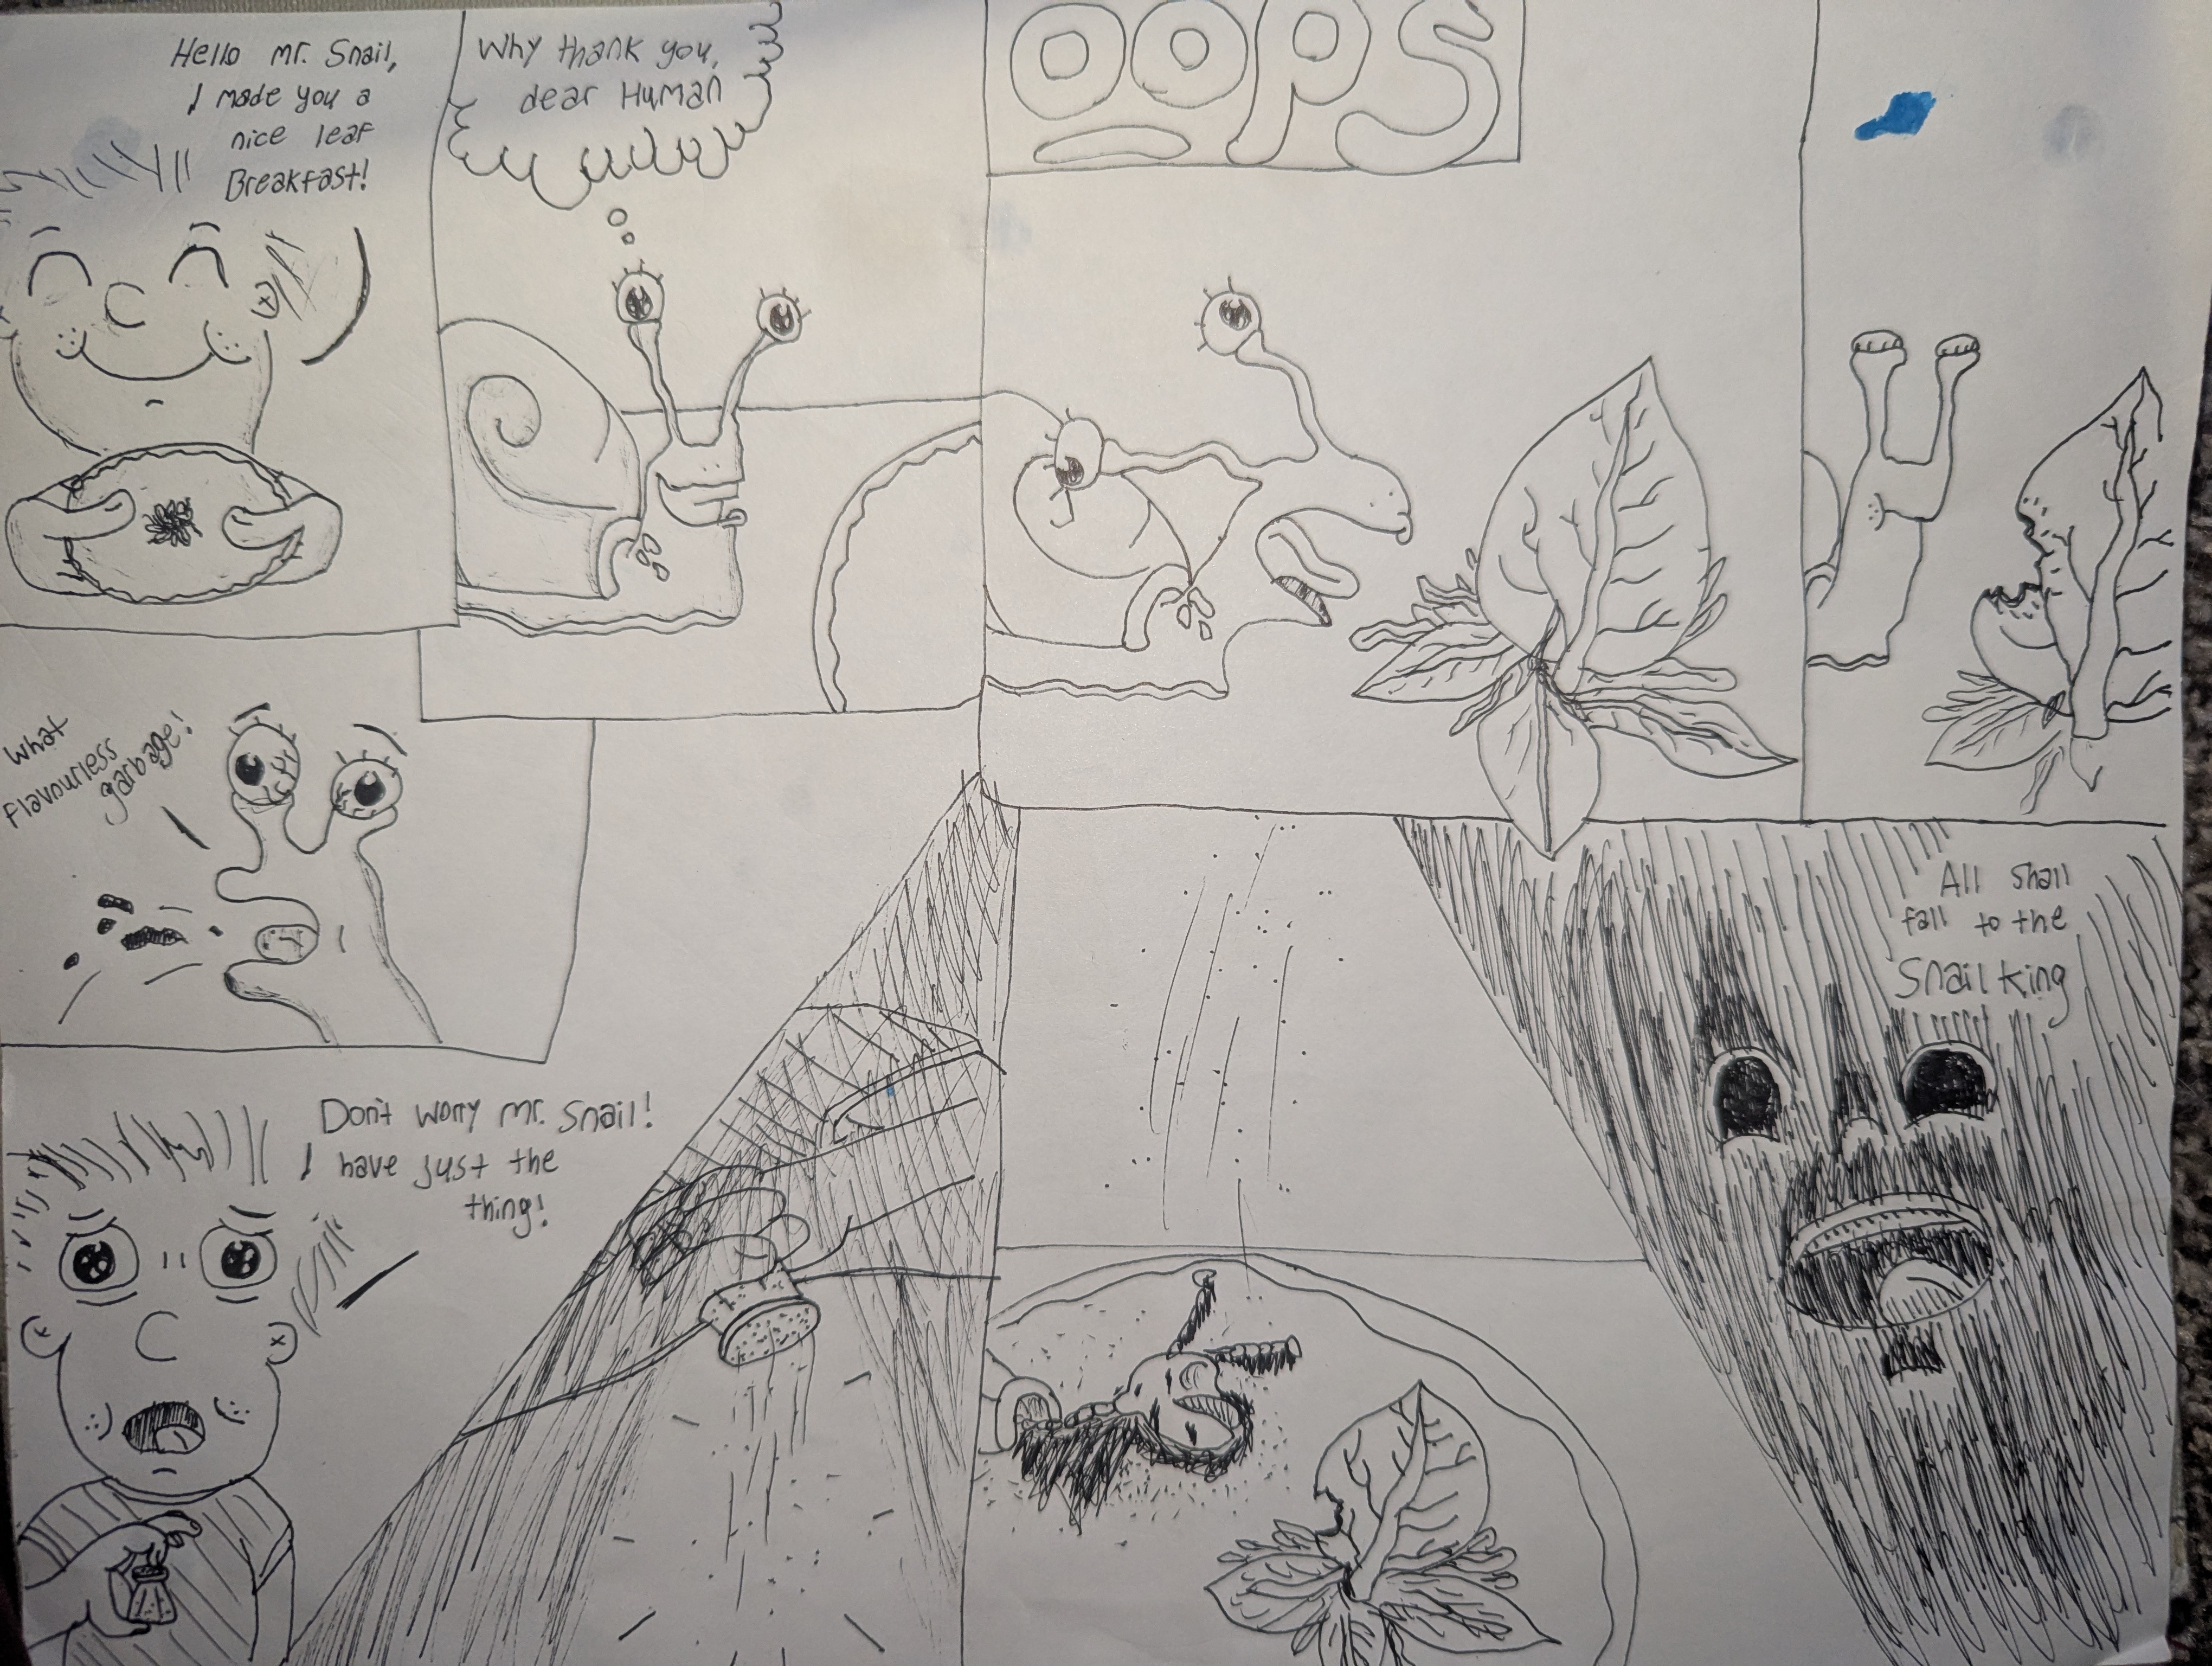 Hello mr. Snail,
I made you a
nice leaf
Breakfast!
Why thank you,
dear Human
oops
What
flavourless
garbage!
Don't worry mr. Snail!
I have just the
thing!
All shall
fall to the
Snail King